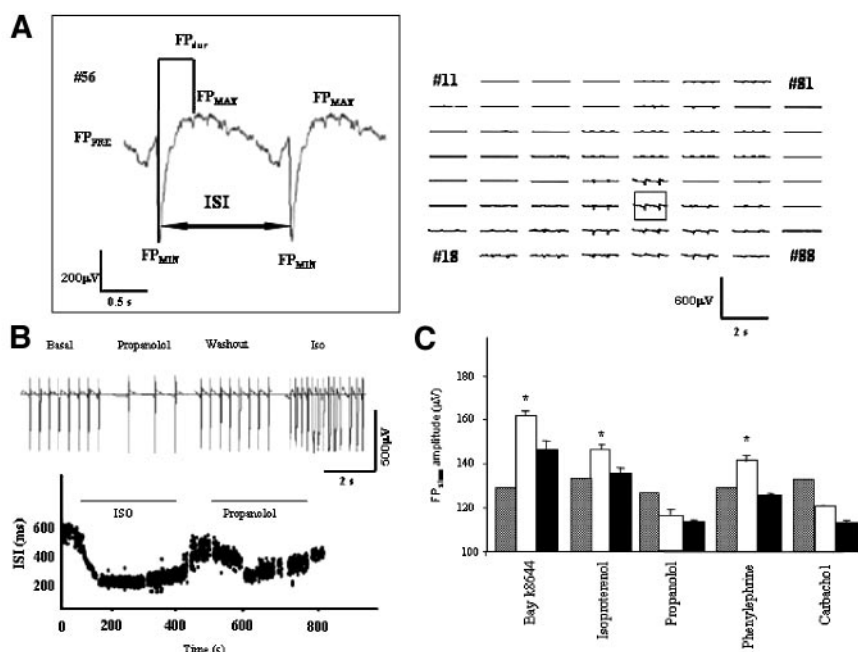 A
#56
FPdur
FPMAX
FPMAX
FPPRE
ISI
FPMIN
FPMIN
200μV
0.5 s
#11
#81
#18
#88
600μV
2 s
B
Basal
Propanolol
Washout
Iso
500μV
2 s
ISO
Propanolol
ISI (ms)
600
400
200
0
200
400
600
800
Time (s)
C
amplitude (μV)
180
160
140
120
100
Bay k8644
Isoproterenol
Propanolol
Phenylephrine
Carbachol
*
*
*